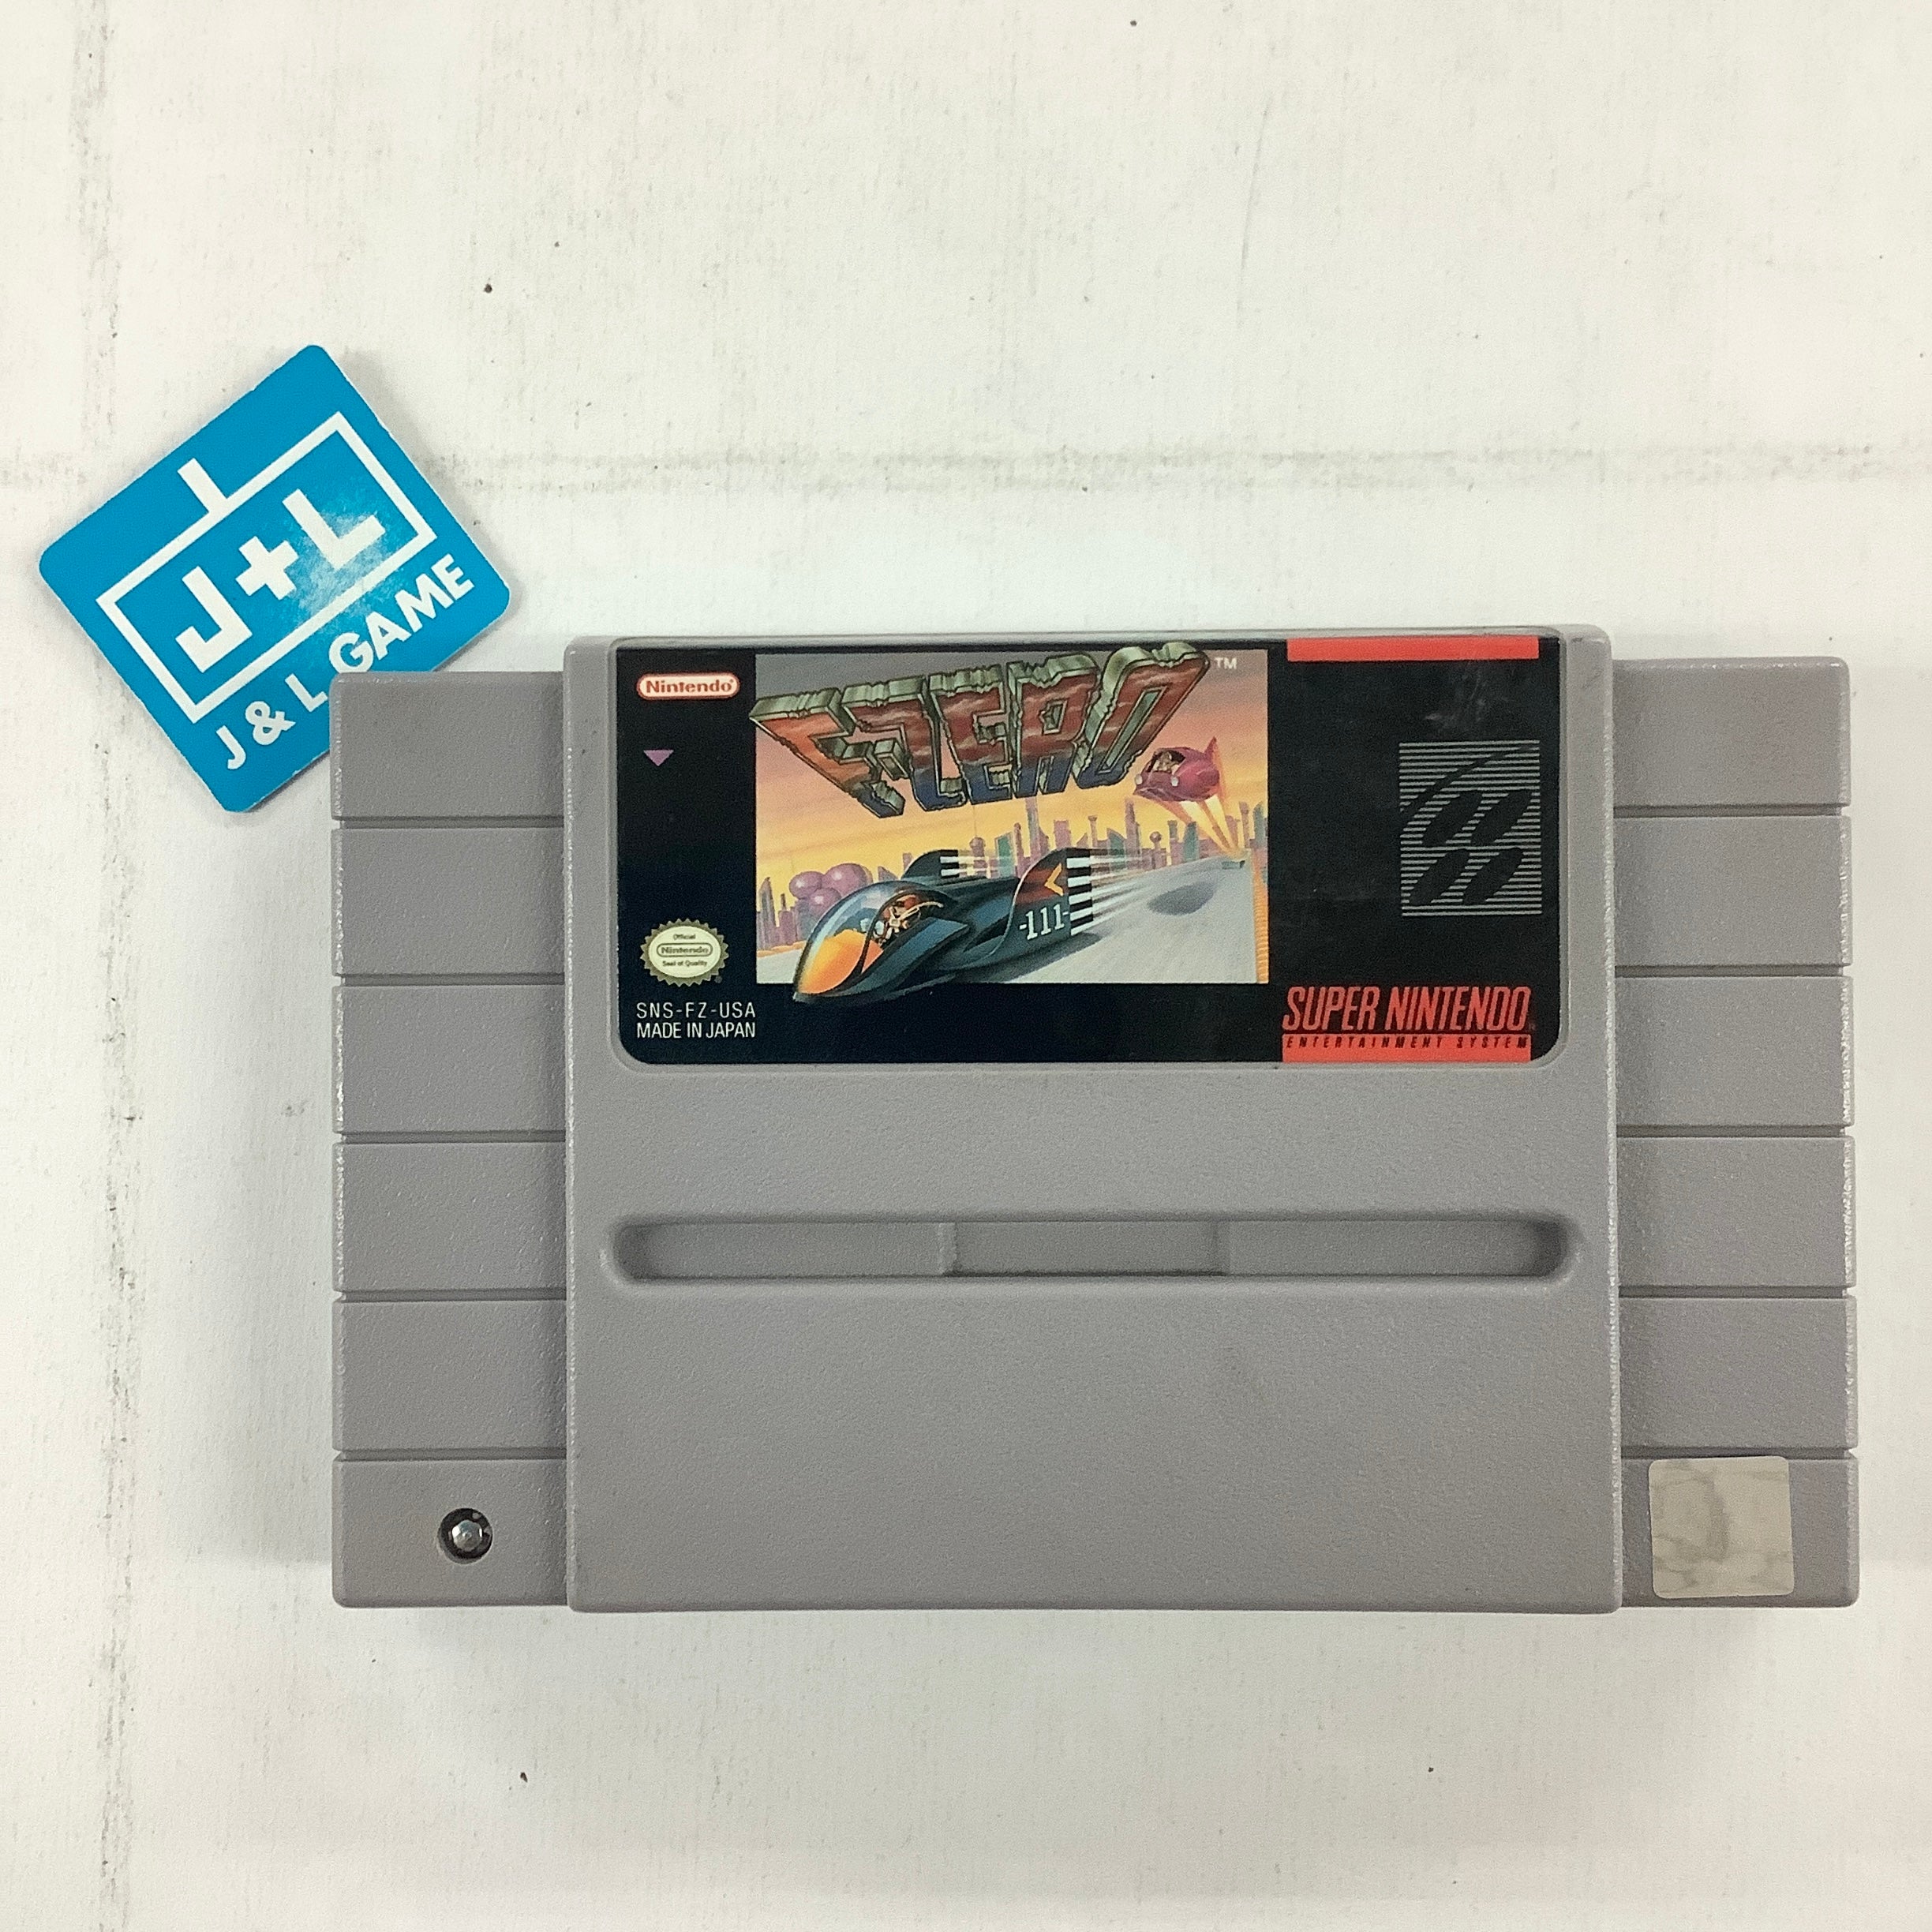 J+L
J & L GAME
Nintendo
F-ZERO TM
-111-
Official
Nintendo
Seal of Quality
SNS-FZ-USA
MADE IN JAPAN
SUPER NINTENDO
ENTERTAINMENT SYSTEM